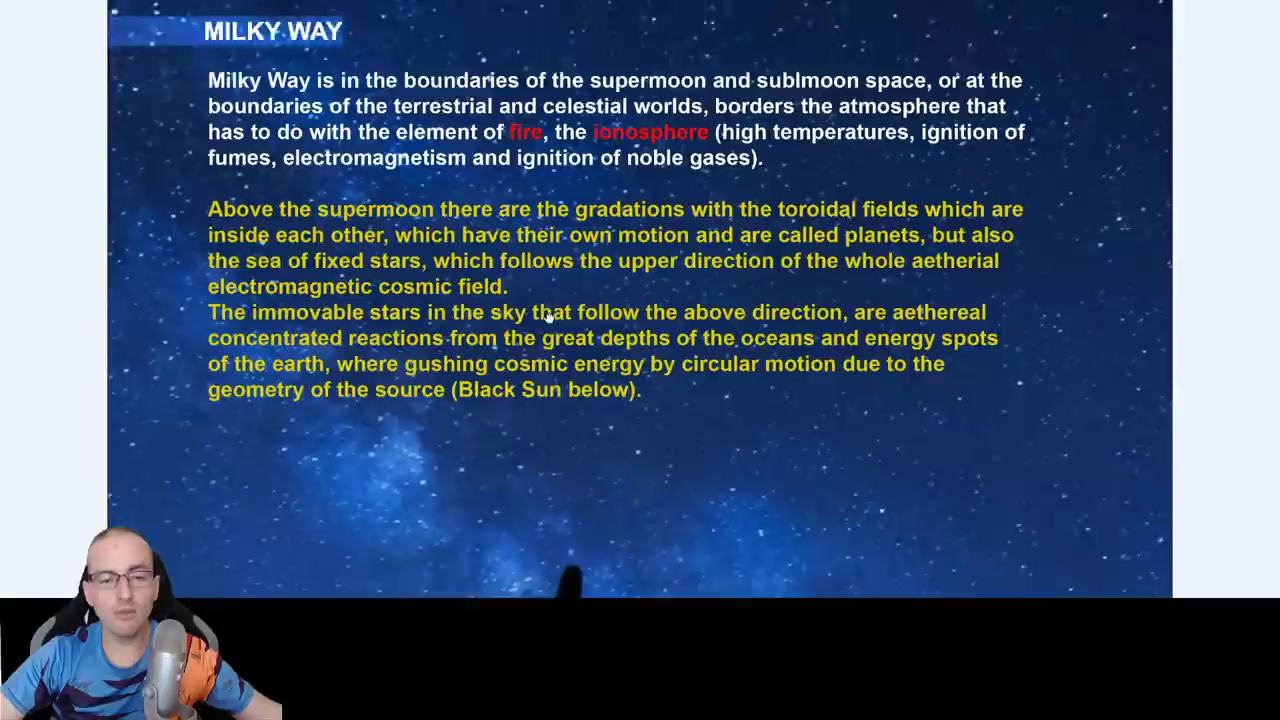 MILKY WAY
Milky Way is in the boundaries of the supermoon and sublmoon space, or at the
boundaries of the terrestrial and celestial worlds, borders the atmosphere that
has to do with the element of fire, the ionosphere (high temperatures, ignition of
fumes, electromagnetism and ignition of noble gases).
Above the supermoon there are the gradations with the toroidal fields which are
inside each other, which have their own motion and are called planets, but also
the sea of fixed stars, which follows the upper direction of the whole aetherial
electromagnetic cosmic field.
The immovable stars in the sky that follow the above direction, are aethereal
concentrated reactions from the great depths of the oceans and energy spots
of the earth, where gushing cosmic energy by circular motion due to the
geometry of the source (Black Sun below).